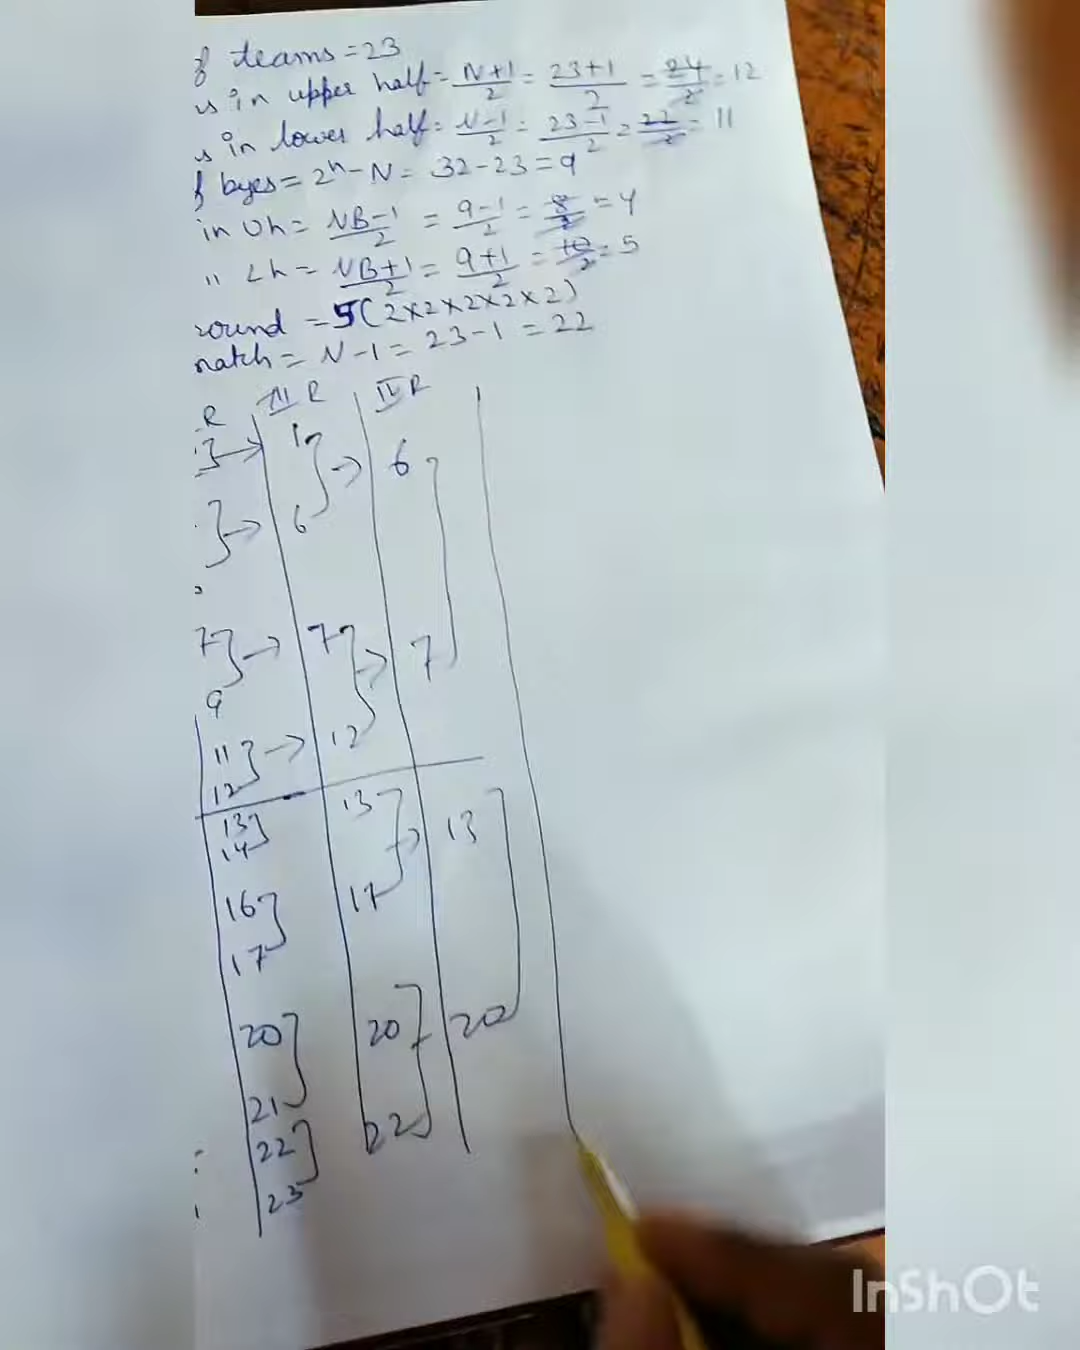 f teams = 23
s in upper half = N+1/2 = 23+1/2 = 24/2 = 12
s in lower half = N-1/2 = 23-1/2 = 22/2 = 11
f byes = 2ⁿ - N = 32 - 23 = 9
in Uh = NB-1/2 = 9-1/2 = 8/2 = 4
" Lh = NB+1/2 = 9+1/2 = 10/2 = 5
round = 5 (2×2×2×2×2)
match = N-1 = 23-1 = 22
R III R IV R
1 6
6
7 7 7
9
11 12
12
13 13 13
14
16 17
17
20 20 20
21
22 22
23
InShOt